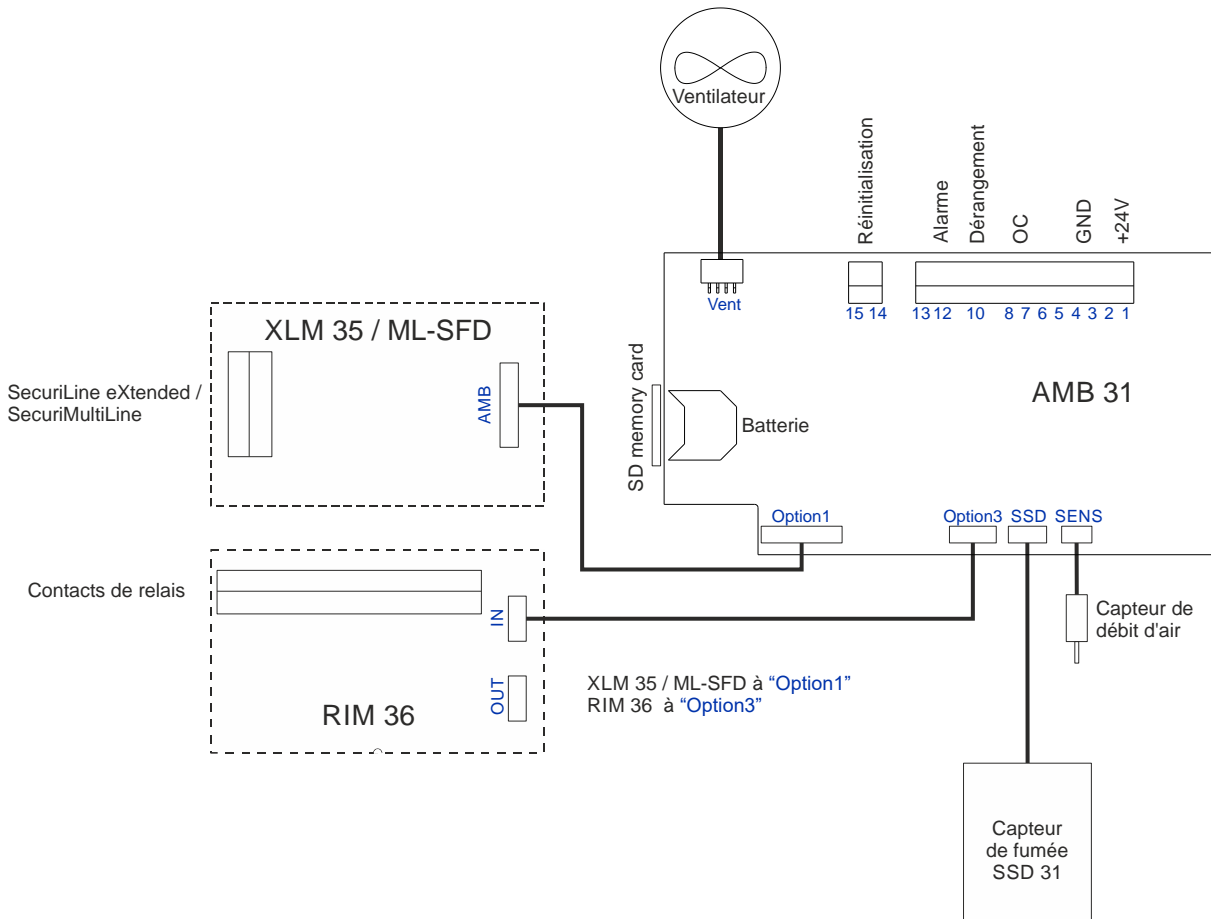 Ventilateur
Réinitialisation
Alarme
Dérangement
OC
GND
+24V
Vent
15 14
13 12 10 8 7 6 5 4 3 2 1
AMB 31
SD memory card
Batterie
XLM 35 / ML-SFD
AMB
SecuriLine eXtended /
SecuriMultiLine
Option1
Option3
SSD
SENS
Contacts de relais
IN
OUT
RIM 36
Capteur de
débit d'air
XLM 35 / ML-SFD à “Option1”
RIM 36 à “Option3”
Capteur
de fumée
SSD 31